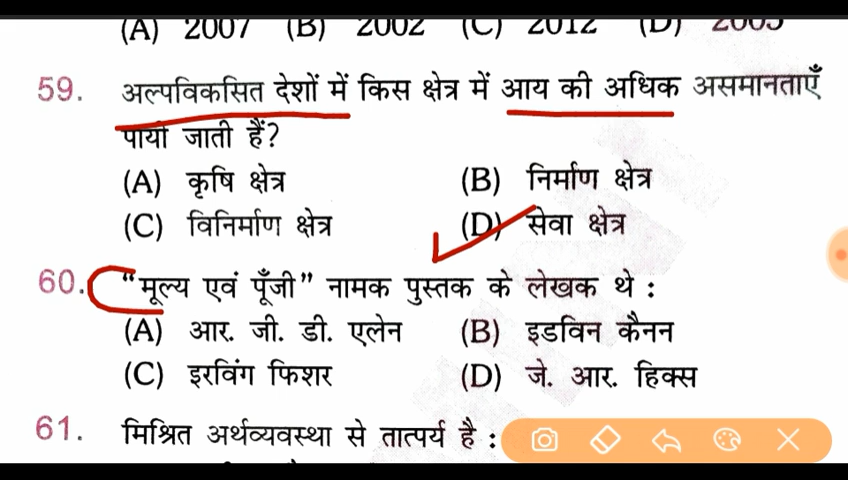 (A) 2007 (B) 2002 (C) 2012 (D) 2005
59. अल्पविकसित देशों में किस क्षेत्र में आय की अधिक असमानताएँ
पायी जाती हैं?
(A) कृषि क्षेत्र (B) निर्माण क्षेत्र
(C) विनिर्माण क्षेत्र (D) सेवा क्षेत्र
60. “मूल्य एवं पूँजी” नामक पुस्तक के लेखक थे :
(A) आर. जी. डी. एलेन (B) इडविन कैनन
(C) इरविंग फिशर (D) जे. आर. हिक्स
61. मिश्रित अर्थव्यवस्था से तात्पर्य है :